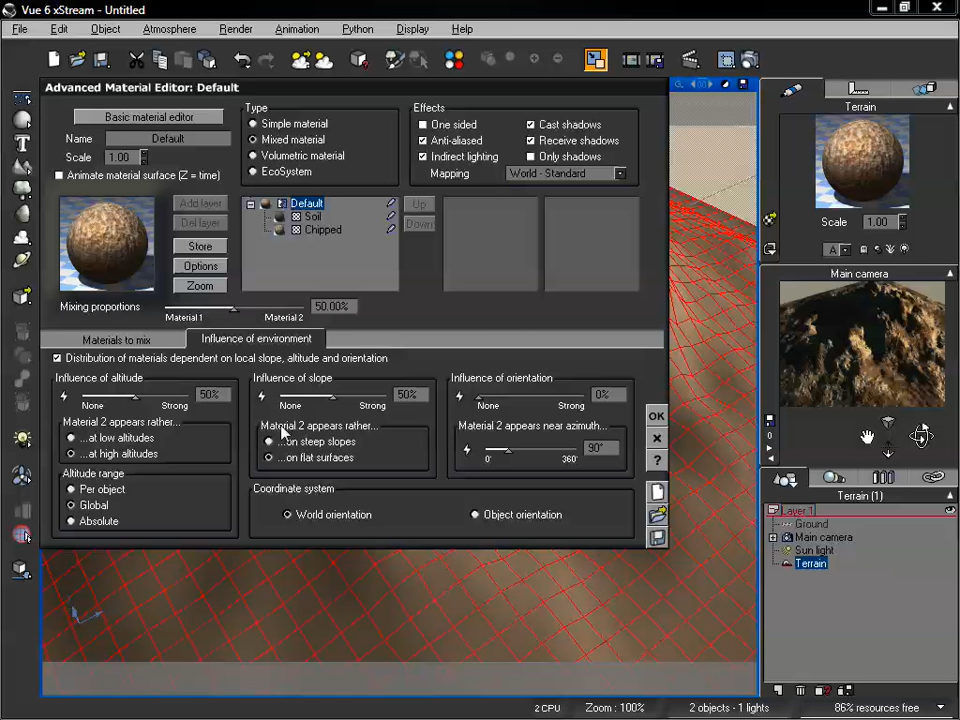 Vue 6 xStream - Untitled
File Edit Object Atmosphere Render Animation Python Display Help
Advanced Material Editor: Default
Basic material editor
Name Default
Scale 1.00
Animate material surface (Z = time)
Type
Simple material
Mixed material
Volumetric material
EcoSystem
Effects
One sided
Cast shadows
Anti-aliased
Receive shadows
Indirect lighting
Only shadows
Mapping World - Standard
Add layer
Del layer
Store
Options
Zoom
Default
Soil
Chipped
Up
Down
Mixing proportions
Material 1 Material 2
50.00%
Materials to mix
Influence of environment
Distribution of materials dependent on local slope, altitude and orientation
Influence of altitude
50%
None Strong
Material 2 appears rather...
...at low altitudes
...at high altitudes
Altitude range
Per object
Global
Absolute
Influence of slope
50%
None Strong
Material 2 appears rather...
...on steep slopes
...on flat surfaces
Influence of orientation
0%
None Strong
Material 2 appears near azimuth...
90°
0° 360°
Coordinate system
World orientation
Object orientation
OK
?
Terrain
Scale 1.00
A
Main camera
Terrain (1)
Layer 1
Ground
Main camera
Sun light
Terrain
2 CPU Zoom : 100% 2 objects - 1 lights 86% resources free